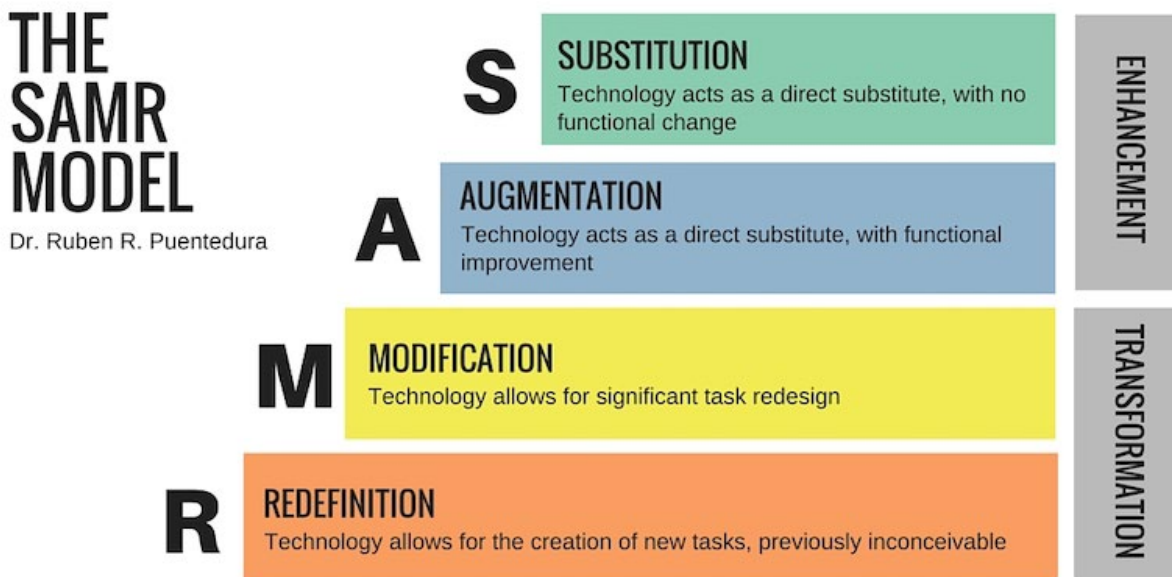 THE
SAMR
MODEL
Dr. Ruben R. Puentedura
S
SUBSTITUTION
Technology acts as a direct substitute, with no
functional change
A
AUGMENTATION
Technology acts as a direct substitute, with functional
improvement
ENHANCEMENT
M
MODIFICATION
Technology allows for significant task redesign
R
REDEFINITION
Technology allows for the creation of new tasks, previously inconceivable
TRANSFORMATION